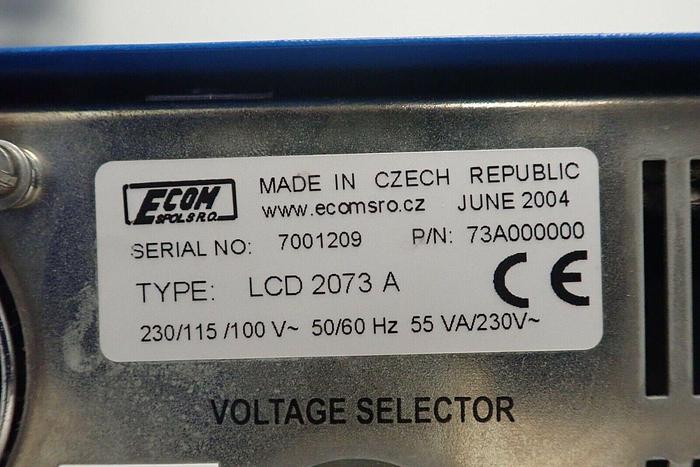 ECOM
SPOL S R.O.
MADE IN CZECH REPUBLIC
www.ecomsro.cz JUNE 2004
SERIAL NO: 7001209 P/N: 73A000000
TYPE: LCD 2073 A
CE
230/115 /100 V~ 50/60 Hz 55 VA/230V~
VOLTAGE SELECTOR